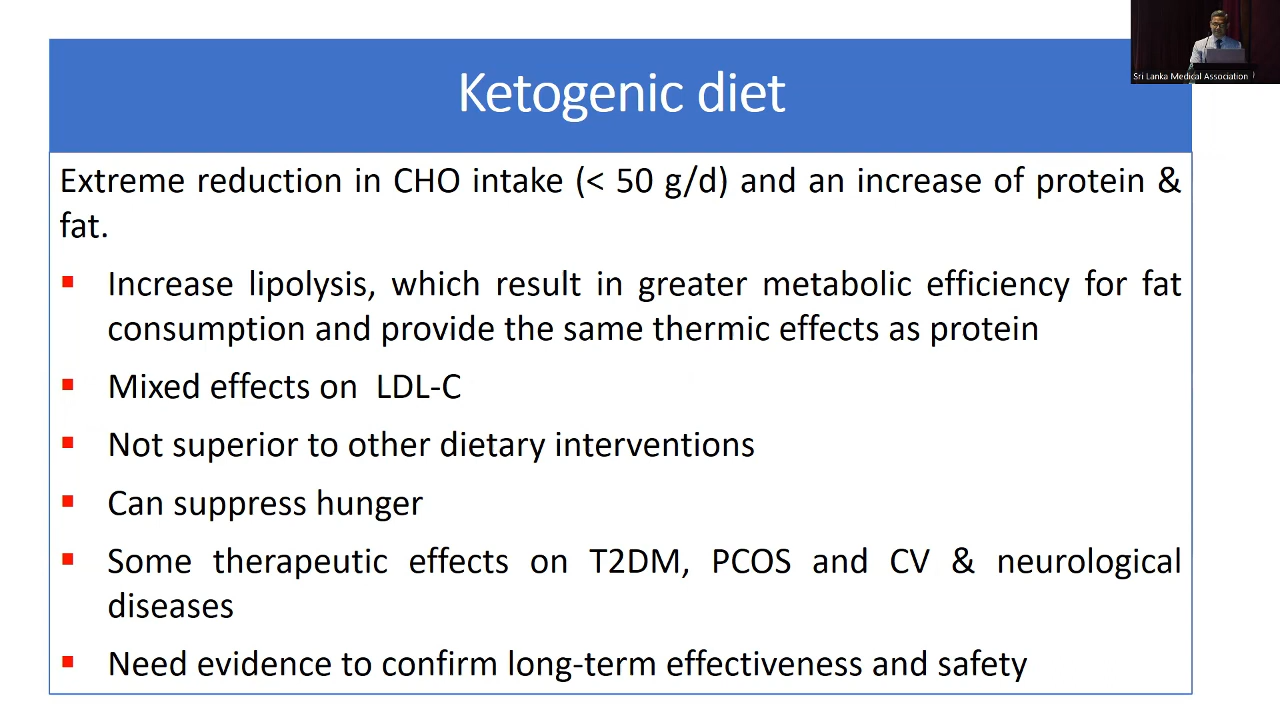 Sri Lanka Medical Association
Ketogenic diet
Extreme reduction in CHO intake (< 50 g/d) and an increase of protein &
fat.
▪ Increase lipolysis, which result in greater metabolic efficiency for fat
consumption and provide the same thermic effects as protein
▪ Mixed effects on LDL-C
▪ Not superior to other dietary interventions
▪ Can suppress hunger
▪ Some therapeutic effects on T2DM, PCOS and CV & neurological
diseases
▪ Need evidence to confirm long-term effectiveness and safety